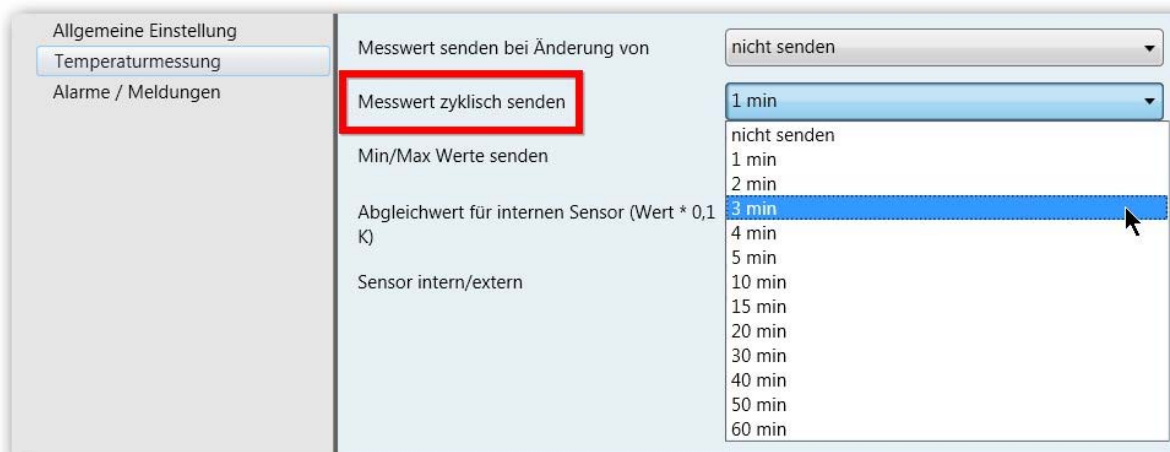 Allgemeine Einstellung
Temperaturmessung
Alarme / Meldungen
Messwert senden bei Änderung von
nicht senden
Messwert zyklisch senden
1 min
Min/Max Werte senden
Abgleichwert für internen Sensor (Wert * 0,1
K)
Sensor intern/extern
nicht senden
1 min
2 min
3 min
4 min
5 min
10 min
15 min
20 min
30 min
40 min
50 min
60 min